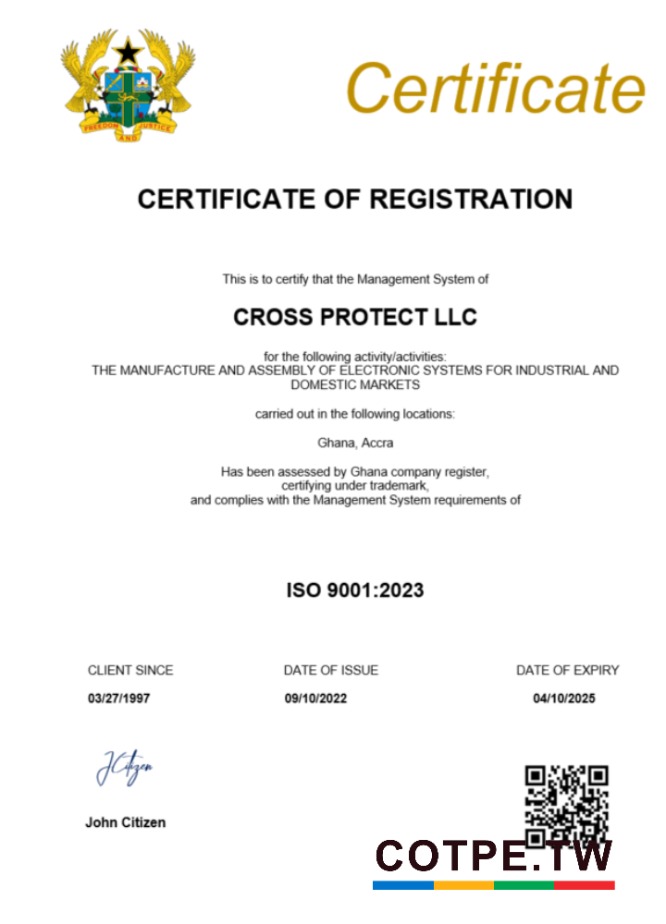 FREEDOM AND JUSTICE
Certificate
CERTIFICATE OF REGISTRATION
This is to certify that the Management System of
CROSS PROTECT LLC
for the following activity/activities:
THE MANUFACTURE AND ASSEMBLY OF ELECTRONIC SYSTEMS FOR INDUSTRIAL AND
DOMESTIC MARKETS
carried out in the following locations:
Ghana, Accra
Has been assessed by Ghana company register,
certifying under trademark,
and complies with the Management System requirements of
ISO 9001:2023
CLIENT SINCE DATE OF ISSUE DATE OF EXPIRY
03/27/1997 09/10/2022 04/10/2025
JCitizen
John Citizen
COTPE.TW